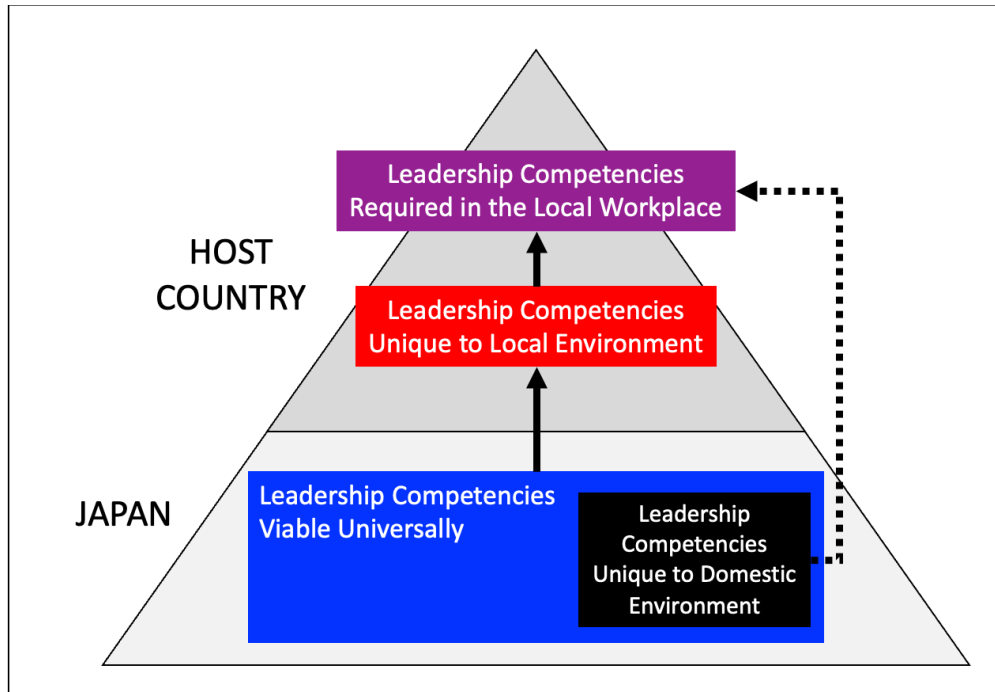 Leadership Competencies
Required in the Local Workplace
HOST
COUNTRY
Leadership Competencies
Unique to Local Environment
JAPAN
Leadership Competencies
Viable Universally
Leadership
Competencies
Unique to Domestic
Environment